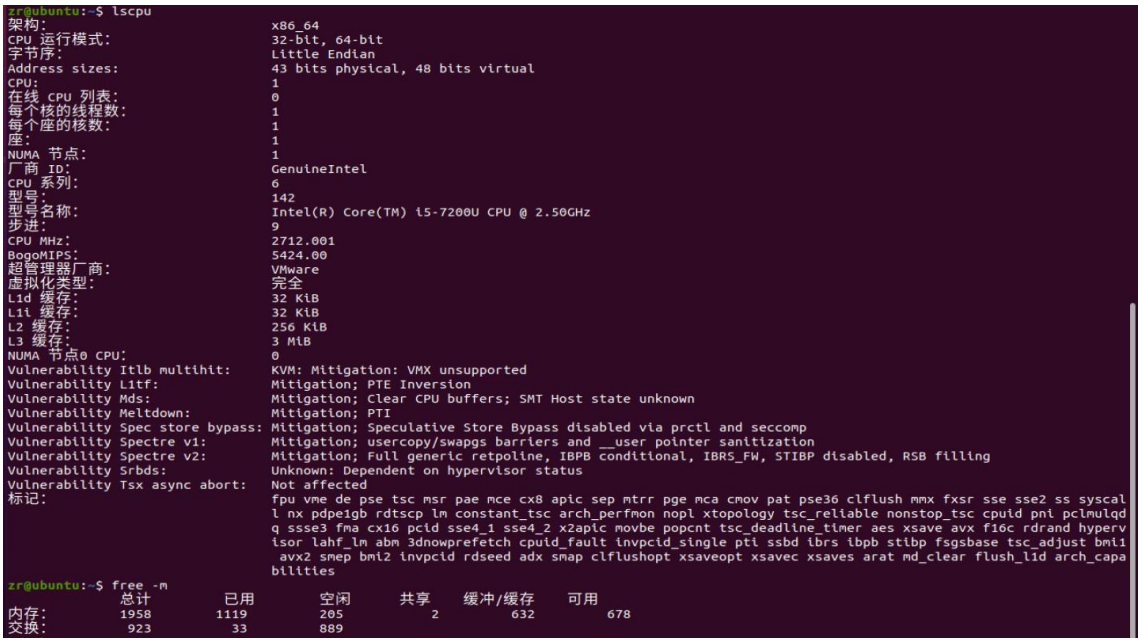 zr@ubuntu:~$ lscpu
架构： x86_64
CPU 运行模式： 32-bit, 64-bit
字节序： Little Endian
Address sizes: 43 bits physical, 48 bits virtual
CPU: 1
在线 CPU 列表： 0
每个核的线程数： 1
每个座的核数： 1
座： 1
NUMA 节点： 1
厂商 ID： GenuineIntel
CPU 系列： 6
型号： 142
型号名称： Intel(R) Core(TM) i5-7200U CPU @ 2.50GHz
步进： 9
CPU MHz： 2712.001
BogoMIPS： 5424.00
超管理器厂商： VMware
虚拟化类型： 完全
L1d 缓存： 32 KiB
L1i 缓存： 32 KiB
L2 缓存： 256 KiB
L3 缓存： 3 MiB
NUMA 节点0 CPU： 0
Vulnerability Itlb multihit: KVM: Mitigation: VMX unsupported
Vulnerability L1tf: Mitigation; PTE Inversion
Vulnerability Mds: Mitigation; Clear CPU buffers; SMT Host state unknown
Vulnerability Meltdown: Mitigation; PTI
Vulnerability Spec store bypass: Mitigation; Speculative Store Bypass disabled via prctl and seccomp
Vulnerability Spectre v1: Mitigation; usercopy/swapgs barriers and __user pointer sanitization
Vulnerability Spectre v2: Mitigation; Full generic retpoline, IBPB conditional, IBRS_FW, STIBP disabled, RSB filling
Vulnerability Srbds: Unknown: Dependent on hypervisor status
Vulnerability Tsx async abort: Not affected
标记： fpu vme de pse tsc msr pae mce cx8 apic sep mtrr pge mca cmov pat pse36 clflush mmx fxsr sse sse2 ss syscal
l nx pdpe1gb rdtscp lm constant_tsc arch_perfmon nopl xtopology tsc_reliable nonstop_tsc cpuid pni pclmulqd
q ssse3 fma cx16 pcid sse4_1 sse4_2 x2apic movbe popcnt tsc_deadline_timer aes xsave avx f16c rdrand hyperv
isor lahf_lm abm 3dnowprefetch cpuid_fault invpcid_single pti ssbd ibrs ibpb stibp fsgsbase tsc_adjust bmi1
avx2 smep bmi2 invpcid rdseed adx smap clflushopt xsaveopt xsavec xsaves arat md_clear flush_l1d arch_capa
bilities
zr@ubuntu:~$ free -m
总计 已用 空闲 共享 缓冲/缓存 可用
内存： 1958 1119 205 2 632 678
交换： 923 33 889